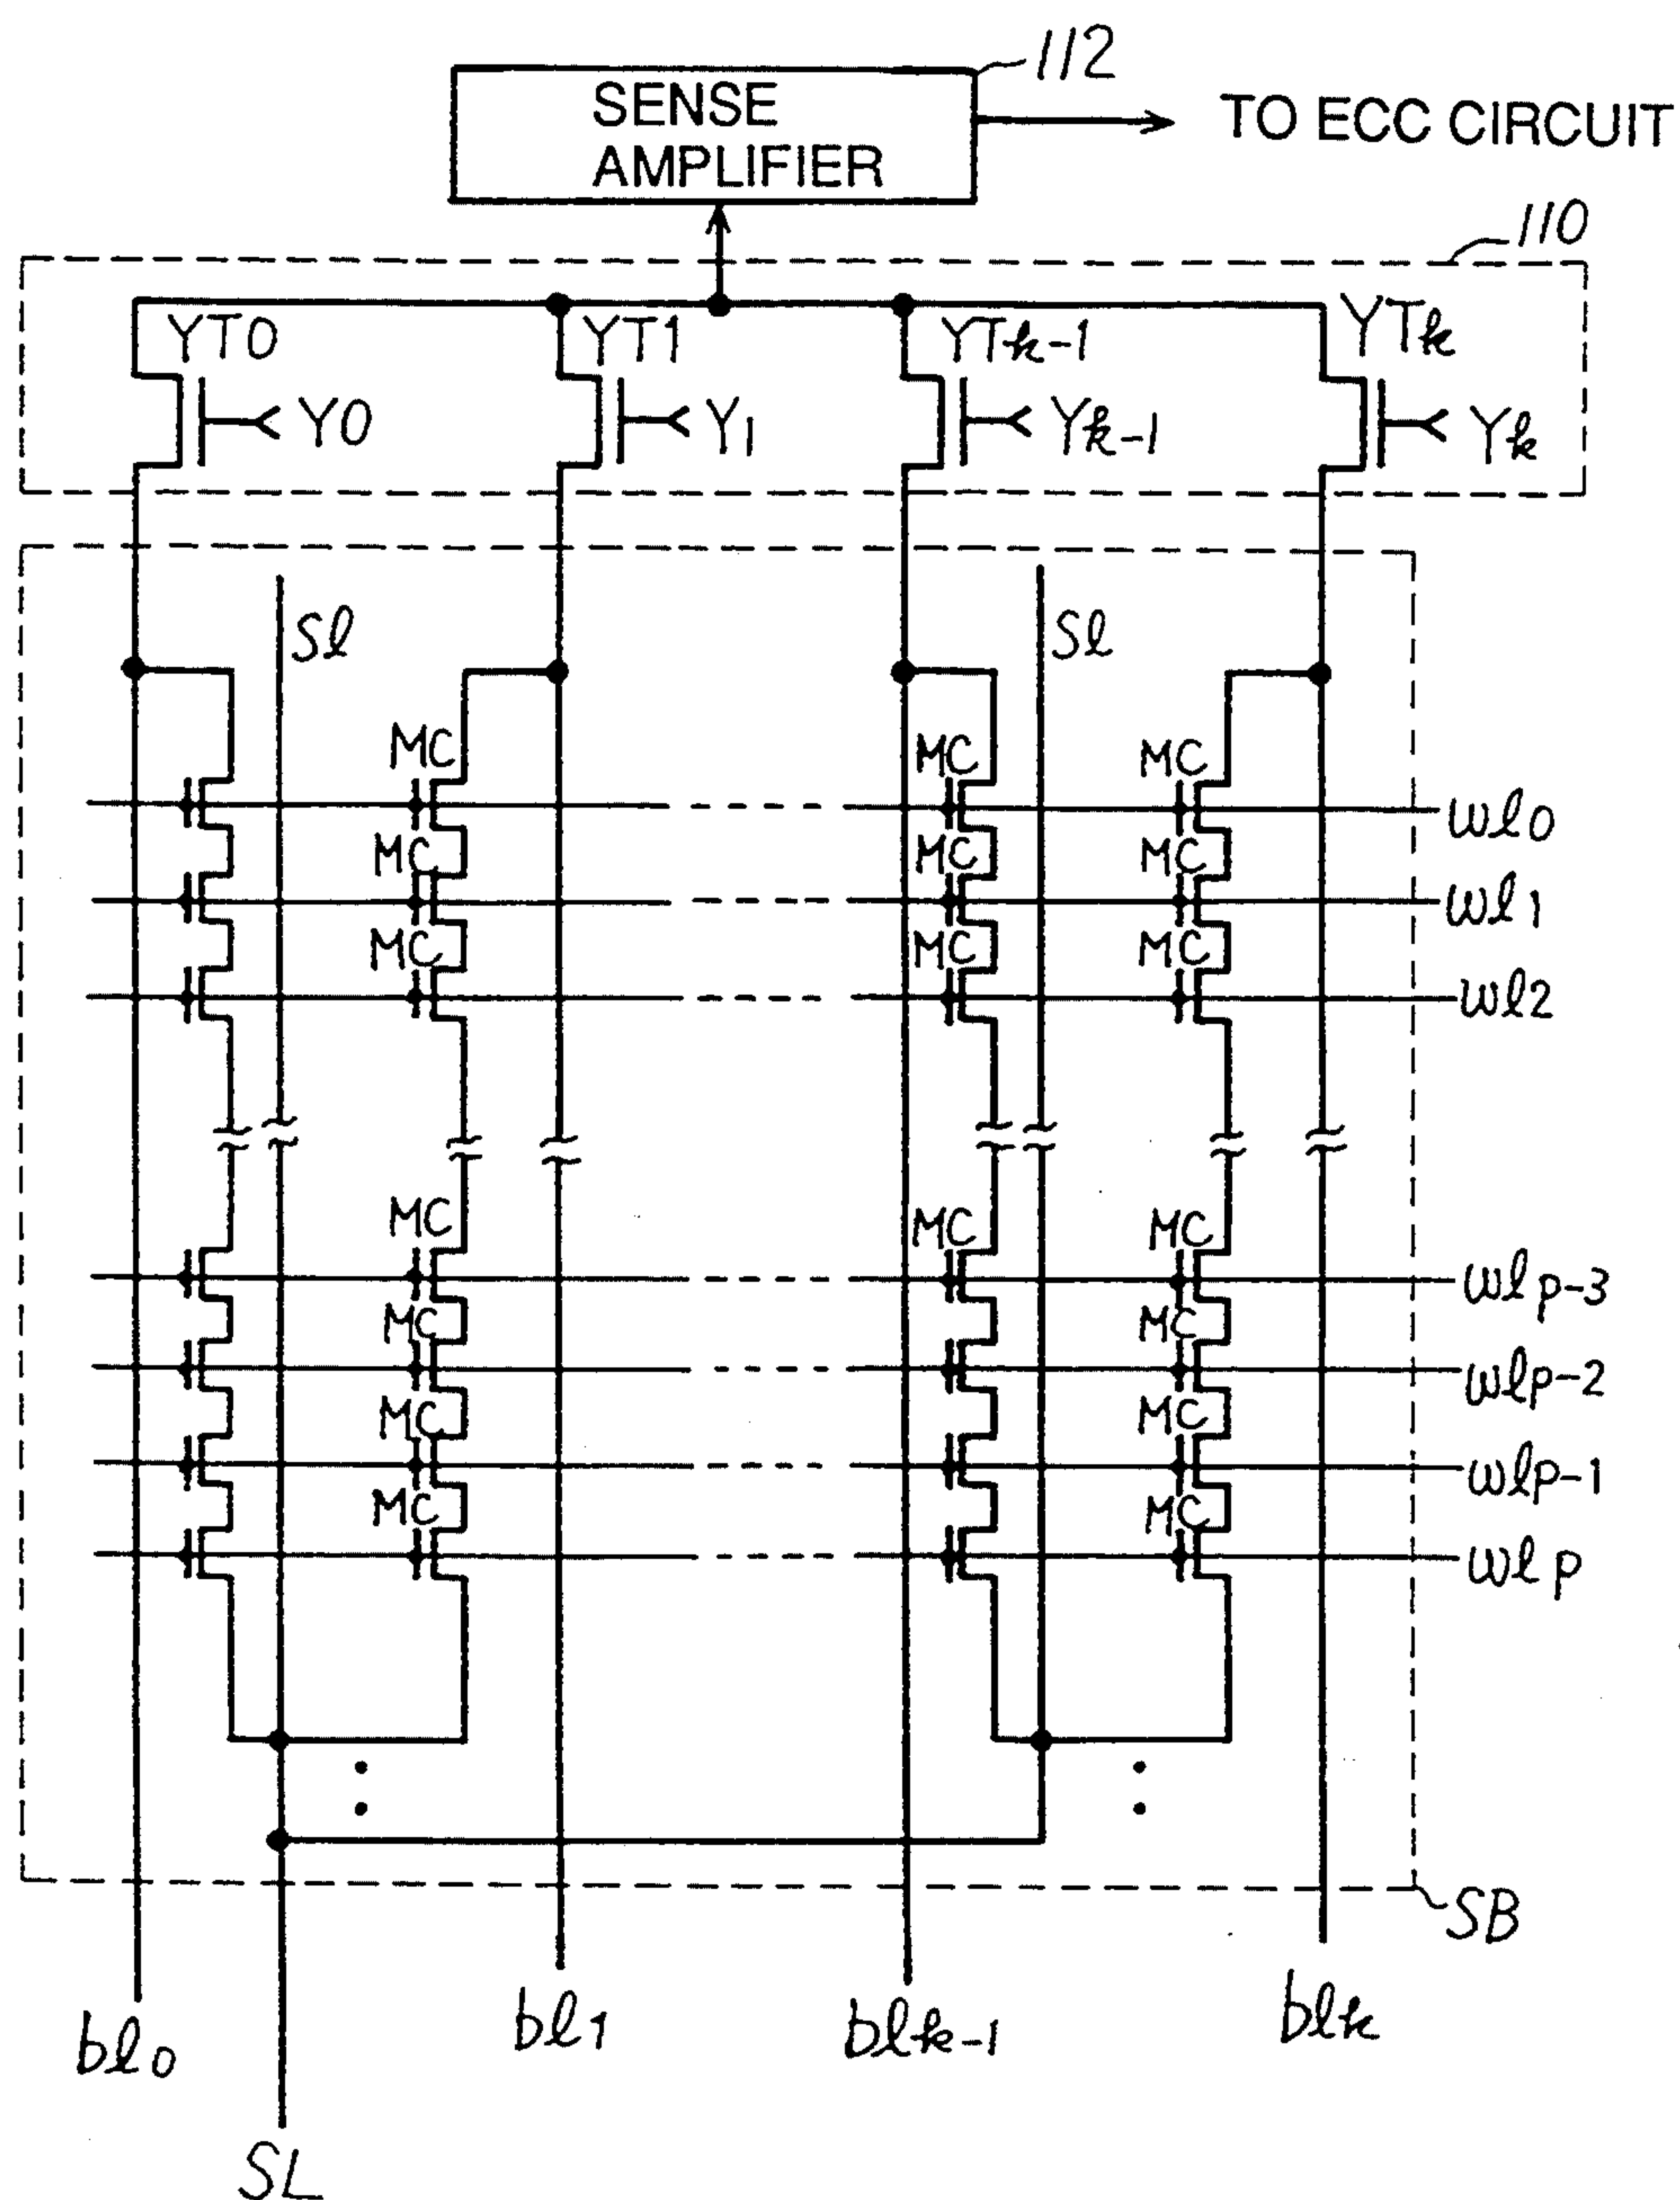 112
SENSE
AMPLIFIER
TO ECC CIRCUIT
110
YT0 YT1 YTk-1 YTk
Y0 Y1 Yk-1 Yk
Sl Sl
MC MC MC
wl0
MC MC MC
wl1
MC MC MC
wl2
MC MC MC
wlp-3
MC MC
wlp-2
MC MC
wlp-1
MC MC
wlp
SB
bl0 bl1 blk-1 blk
SL